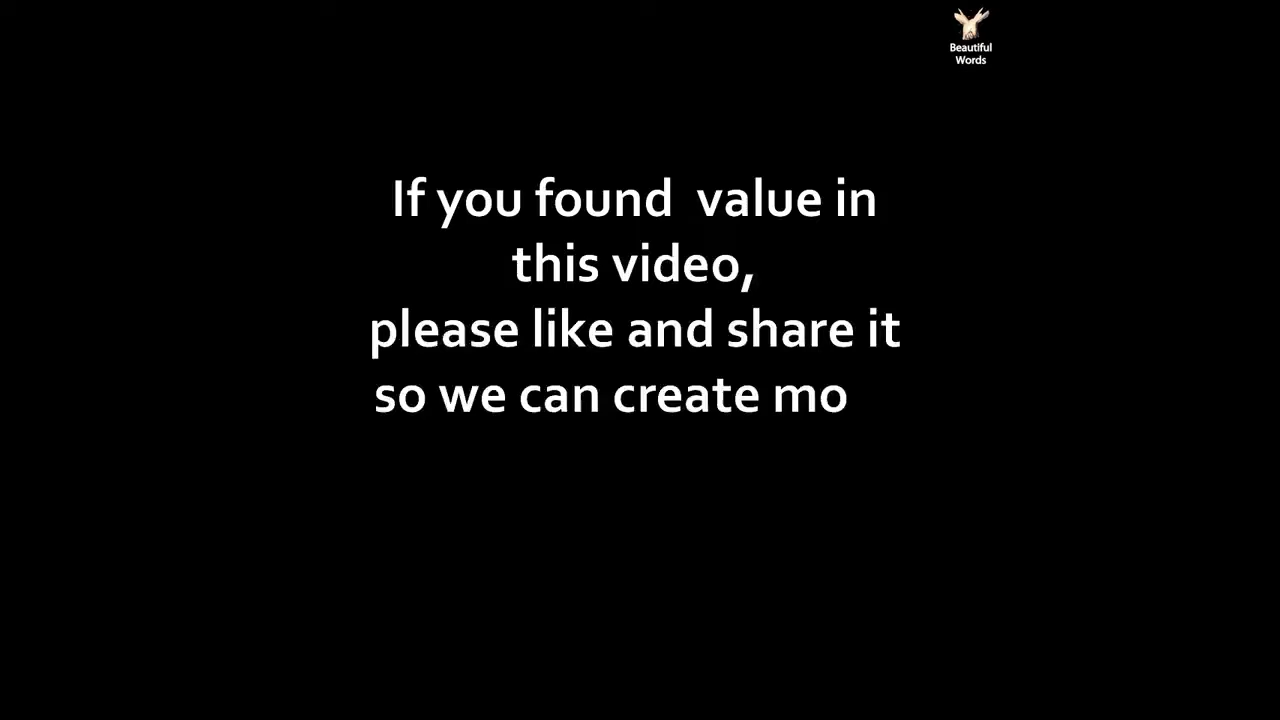 Beautiful
Words
If you found  value in
this video,
please like and share it
so we can create mo